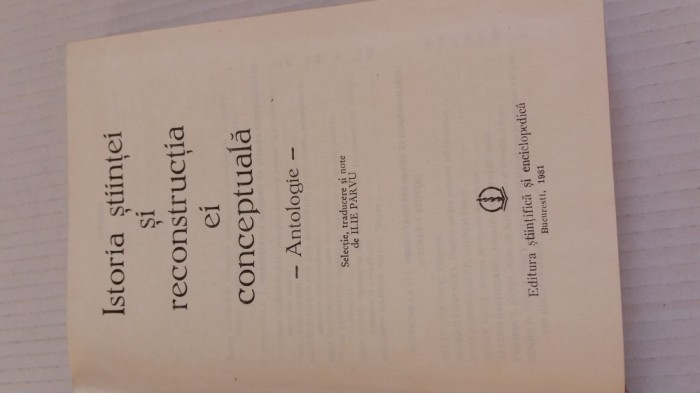 Istoria științei
și
reconstrucția
ei
conceptuală
— Antologie —
Selecție, traducere și note
de ILIE PÂRVU
Editura științifică și enciclopedică
București, 1981